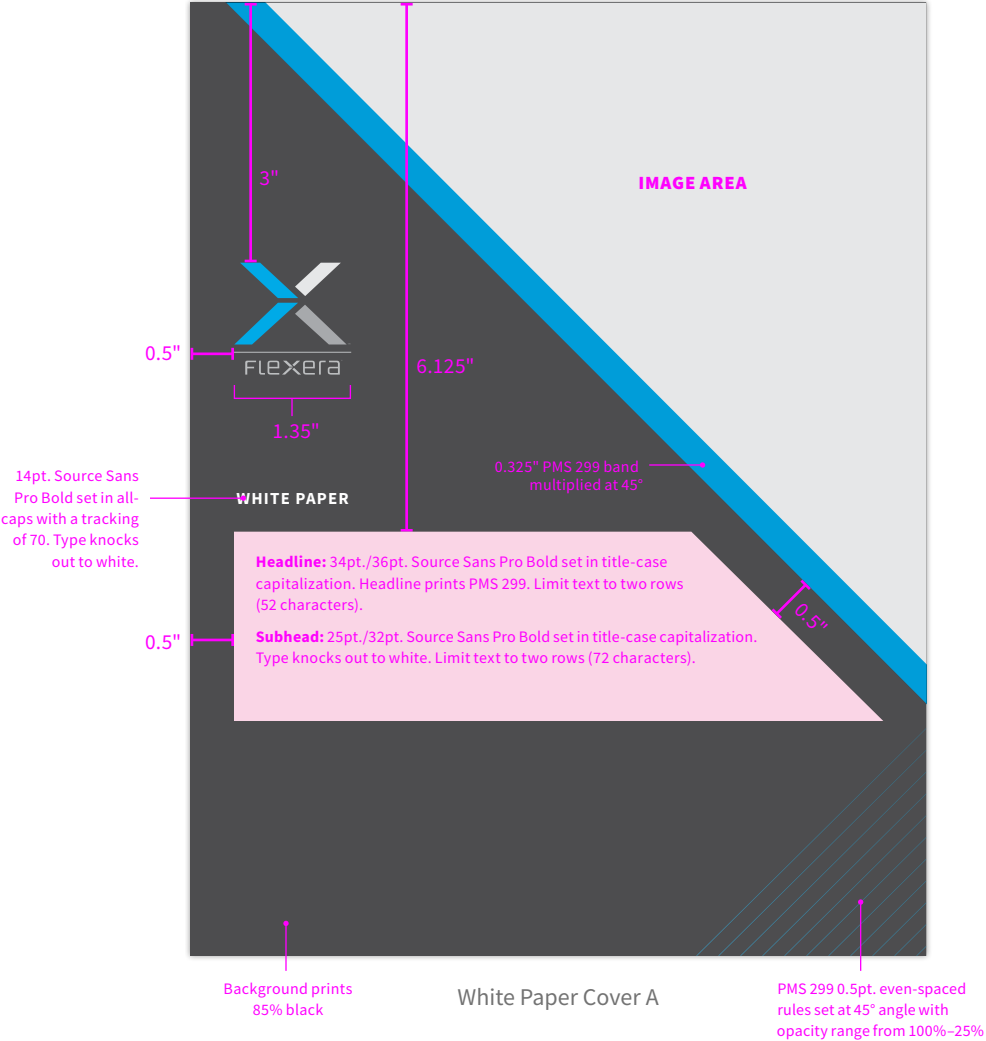 3"
IMAGE AREA
0.5"
Flexera
6.125"
1.35"
0.325" PMS 299 band
multiplied at 45°
14pt. Source Sans
Pro Bold set in all-
caps with a tracking
of 70. Type knocks
out to white.
WHITE PAPER
Headline: 34pt./36pt. Source Sans Pro Bold set in title-case
capitalization. Headline prints PMS 299. Limit text to two rows
(52 characters).
0.5"
0.5"
Subhead: 25pt./32pt. Source Sans Pro Bold set in title-case capitalization.
Type knocks out to white. Limit text to two rows (72 characters).
Background prints
85% black
White Paper Cover A
PMS 299 0.5pt. even-spaced
rules set at 45° angle with
opacity range from 100%–25%